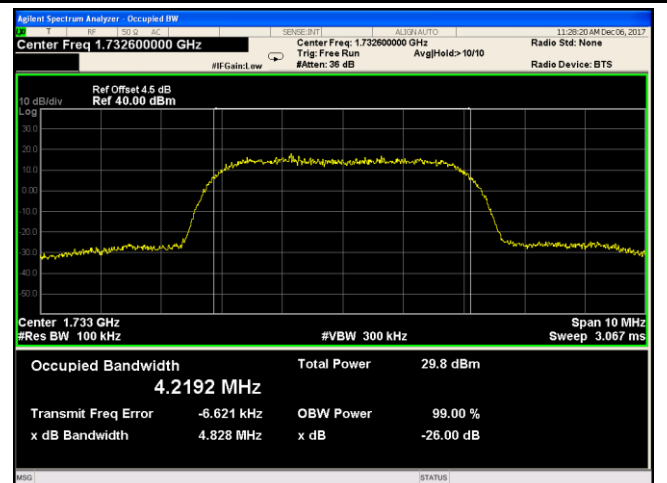 Agilent Spectrum Analyzer - Occupied BW
T RF 50 Ω AC SENSE:INT ALIGNAUTO 11:28:20 AM Dec 06, 2017
Center Freq 1.732600000 GHz Center Freq: 1.732600000 GHz Radio Std: None
Trig: Free Run Avg|Hold:>10/10
#IFGain:Low #Atten: 36 dB Radio Device: BTS
Ref Offset 4.5 dB
10 dB/div Ref 40.00 dBm
Log
30.0
20.0
10.0
0.00
-10.0
-20.0
-30.0
-40.0
-50.0
Center 1.733 GHz Span 10 MHz
#Res BW 100 kHz #VBW 300 kHz Sweep 3.067 ms
Occupied Bandwidth Total Power 29.8 dBm
4.2192 MHz
Transmit Freq Error -6.621 kHz OBW Power 99.00 %
x dB Bandwidth 4.828 MHz x dB -26.00 dB
MSG STATUS